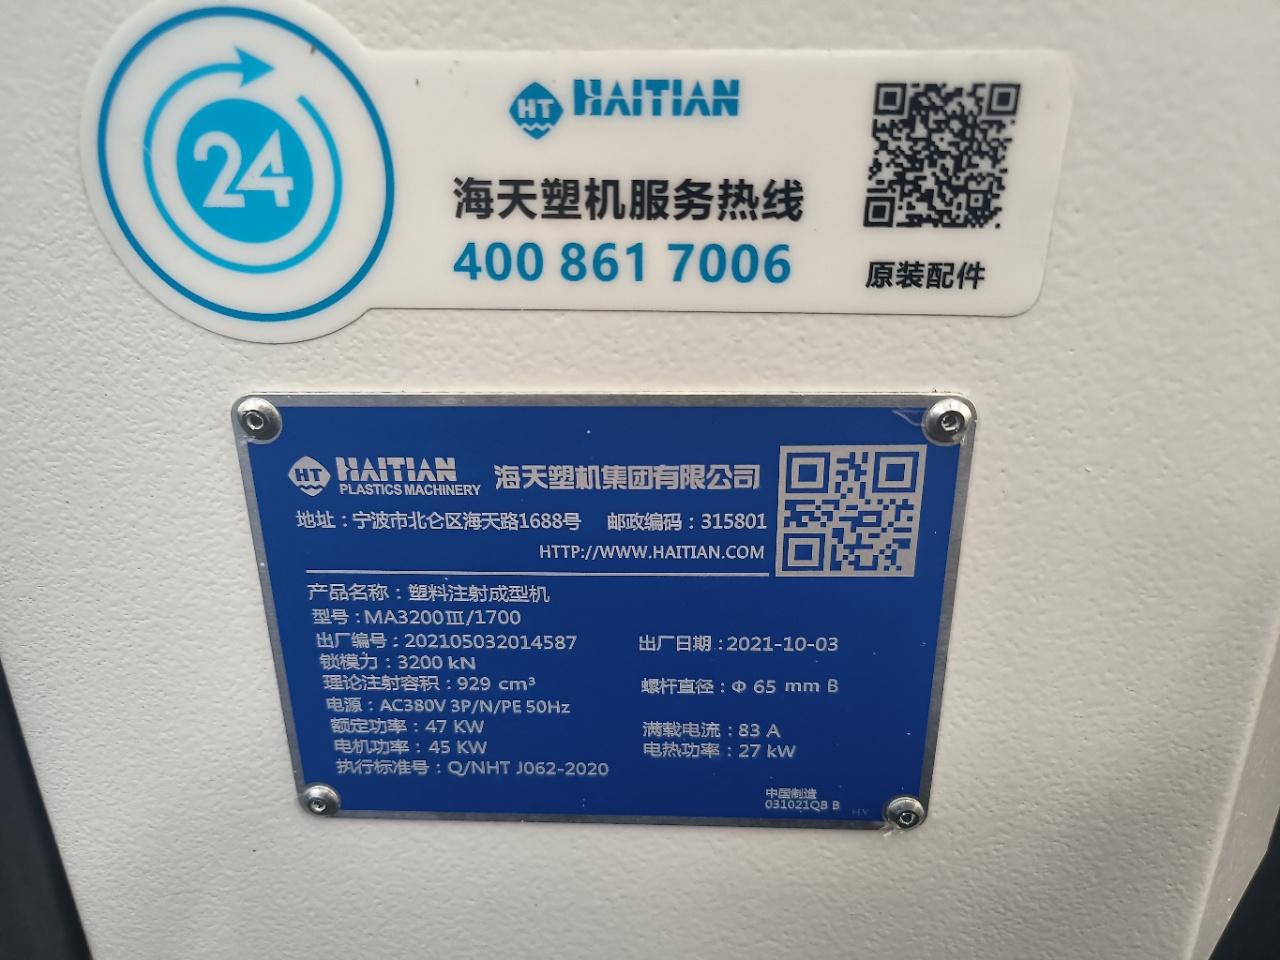 24
HT HAITIAN
海天塑机服务热线
400 861 7006
原装配件
HT HAITIAN
PLASTICS MACHINERY
海天塑机集团有限公司
地址：宁波市北仑区海天路1688号 邮政编码：315801
HTTP://WWW.HAITIAN.COM
产品名称：塑料注射成型机
型号：MA3200Ⅲ/1700
出厂编号：202105032014587 出厂日期：2021-10-03
锁模力：3200 kN
理论注射容积：929 cm³ 螺杆直径：Φ 65 mm B
电源：AC380V 3P/N/PE 50Hz
额定功率：47 KW 满载电流：83 A
电机功率：45 KW 电热功率：27 kW
执行标准号：Q/NHT J062-2020
中国制造
031021QB B
HY